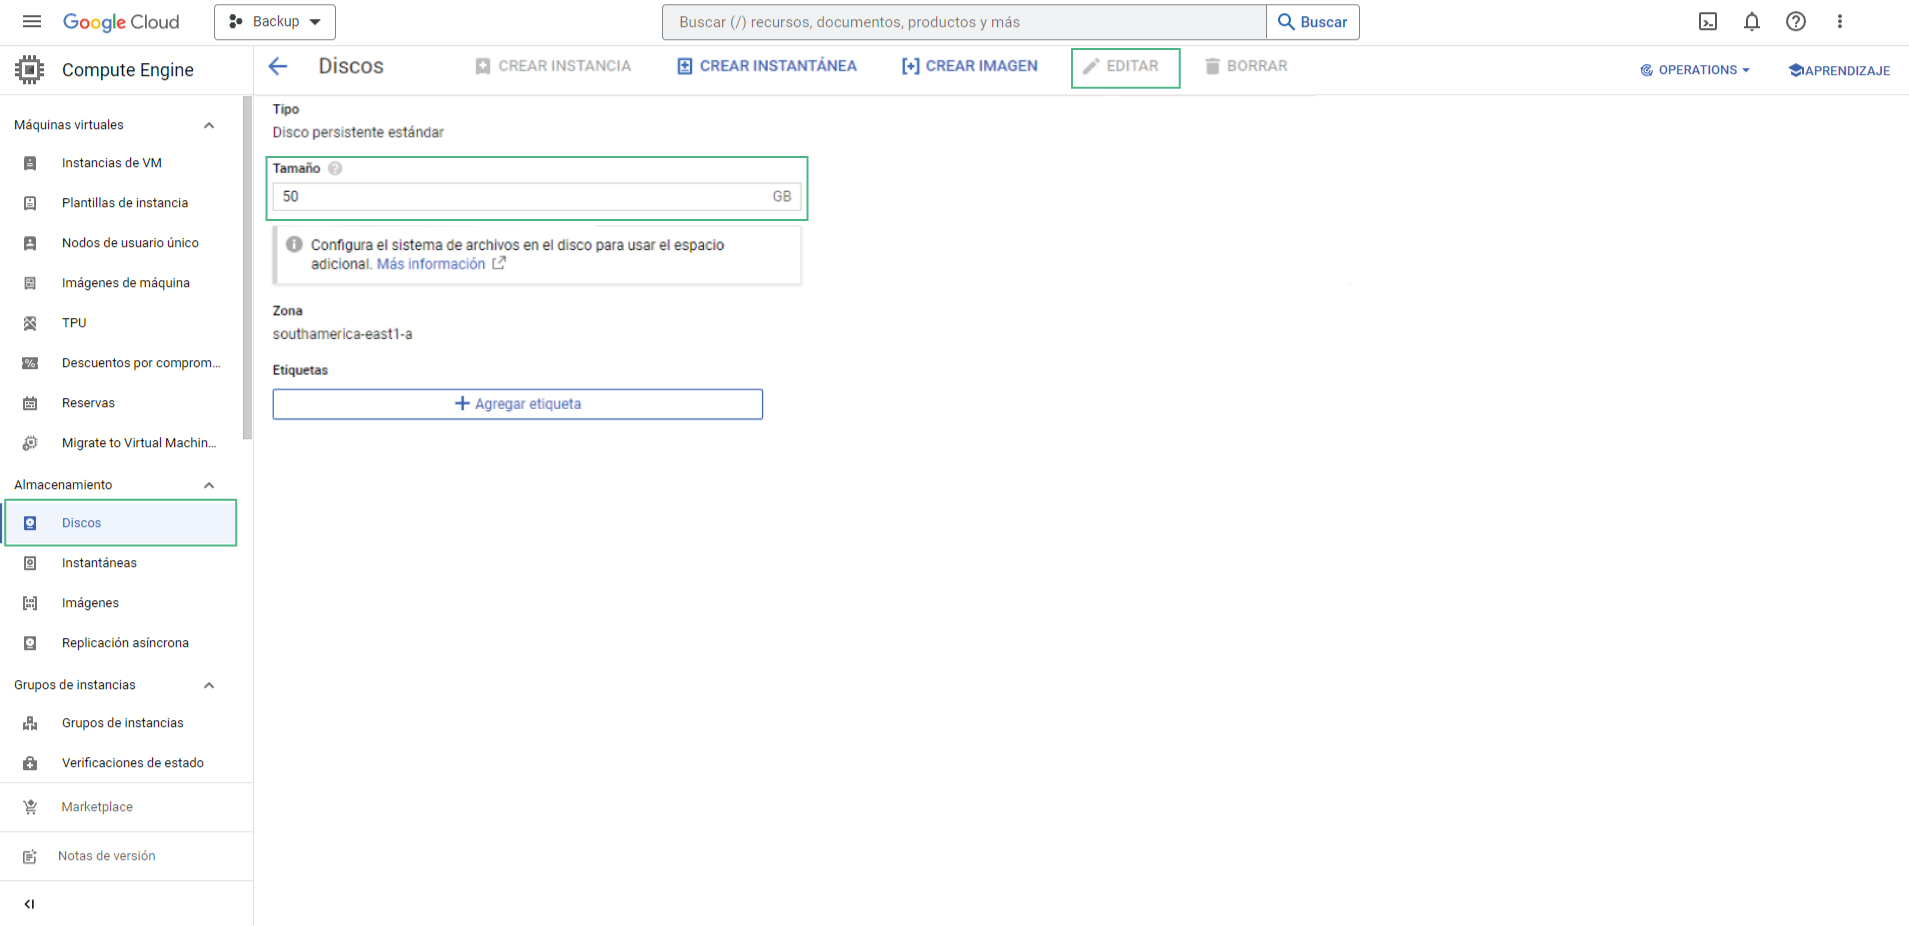 Google Cloud
Backup
Buscar (/) recursos, documentos, productos y más
Buscar
Compute Engine
Discos
CREAR INSTANCIA
CREAR INSTANTÁNEA
CREAR IMAGEN
EDITAR
BORRAR
OPERATIONS
APRENDIZAJE
Máquinas virtuales
Instancias de VM
Plantillas de instancia
Nodos de usuario único
Imágenes de máquina
TPU
Descuentos por comprom...
Reservas
Migrate to Virtual Machin...
Almacenamiento
Discos
Instantáneas
Imágenes
Replicación asíncrona
Grupos de instancias
Grupos de instancias
Verificaciones de estado
Marketplace
Notas de versión
Tipo
Disco persistente estándar
Tamaño
50 GB
Configura el sistema de archivos en el disco para usar el espacio
adicional. Más información
Zona
southamerica-east1-a
Etiquetas
+ Agregar etiqueta